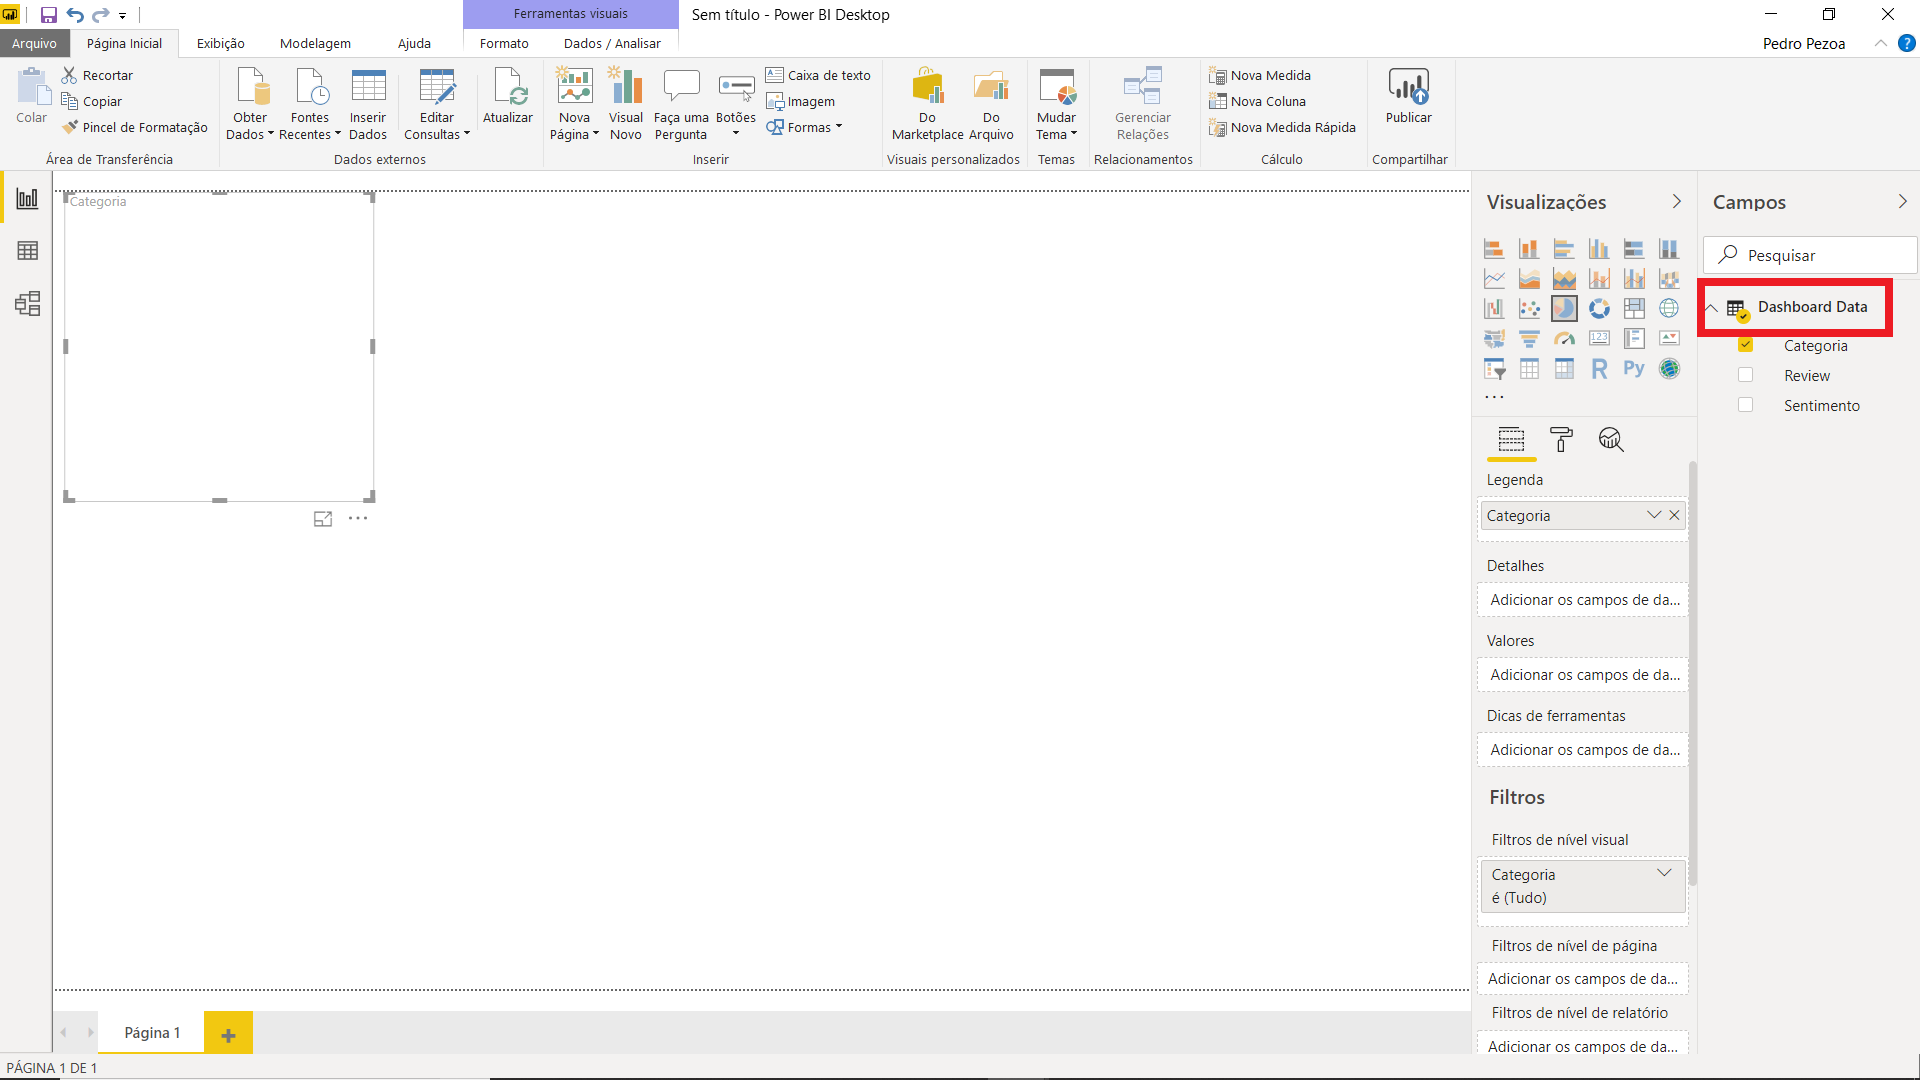 Ferramentas visuais
Sem título - Power BI Desktop
Arquivo
Página Inicial
Exibição
Modelagem
Ajuda
Formato
Dados / Analisar
Pedro Pezoa
?
Colar
Recortar
Copiar
Pincel de Formatação
Área de Transferência
Obter
Dados
Fontes
Recentes
Inserir
Dados
Editar
Consultas
Atualizar
Dados externos
Nova
Página
Visual
Novo
Faça uma
Pergunta
Botões
Caixa de texto
Imagem
Formas
Inserir
Do
Marketplace
Do
Arquivo
Visuais personalizados
Mudar
Tema
Temas
Gerenciar
Relações
Relacionamentos
Nova Medida
Nova Coluna
Nova Medida Rápida
Cálculo
Publicar
Compartilhar
Categoria
Visualizações
123
R
Py
Legenda
Categoria
Detalhes
Adicionar os campos de da...
Valores
Adicionar os campos de da...
Dicas de ferramentas
Adicionar os campos de da...
Filtros
Filtros de nível visual
Categoria
é (Tudo)
Filtros de nível de página
Adicionar os campos de da...
Filtros de nível de relatório
Adicionar os campos de da...
Campos
Pesquisar
Dashboard Data
Categoria
Review
Sentimento
Página 1
PÁGINA 1 DE 1